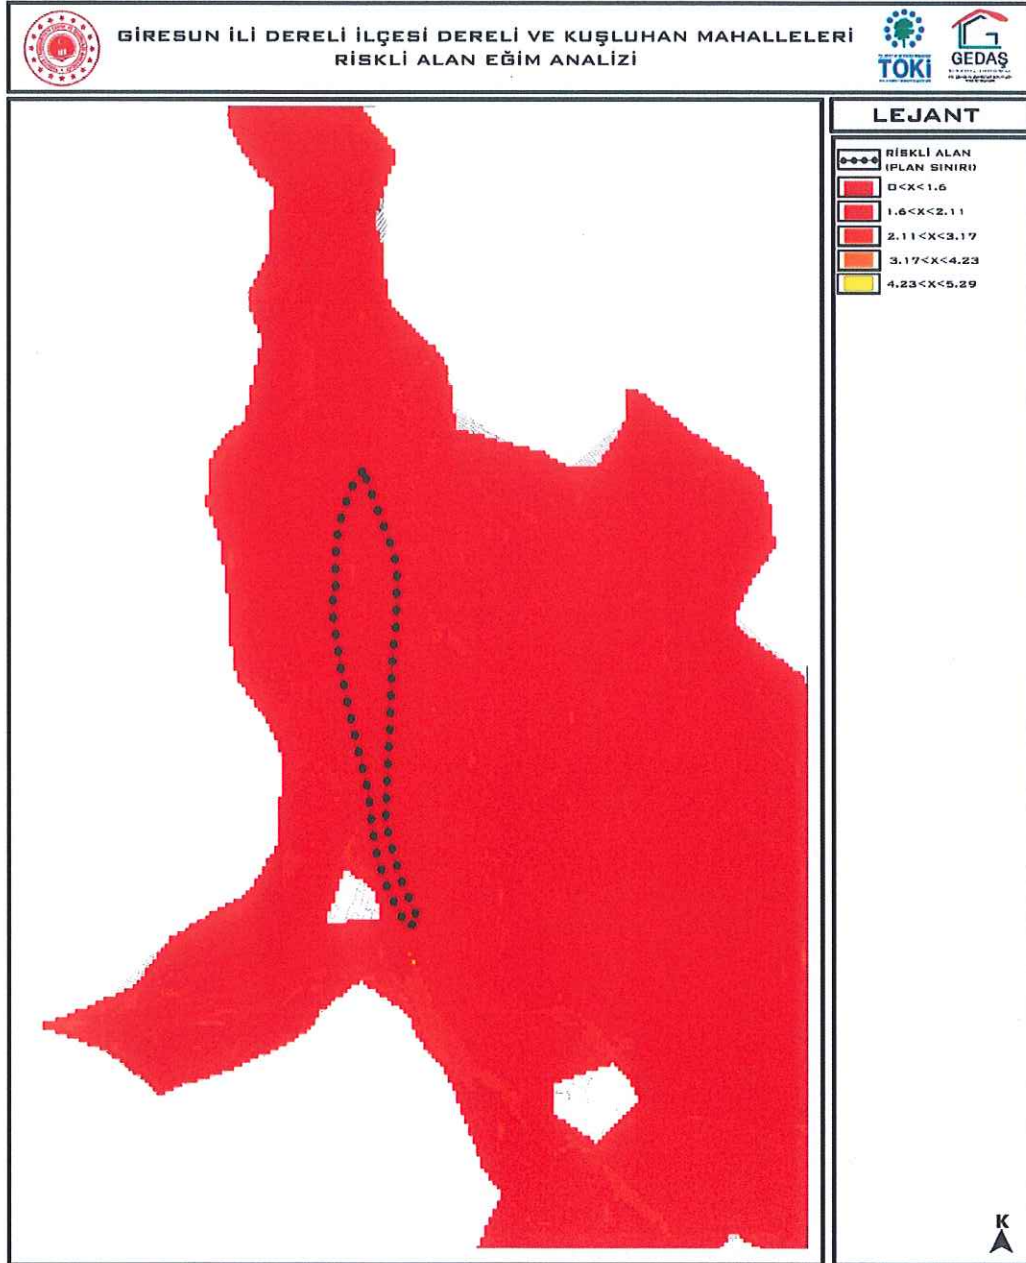 GİRESUN İLİ DERELİ İLÇESİ DERELİ VE KUŞLUHAN MAHALLELERİ
RİSKLİ ALAN EĞİM ANALİZİ
TOKİ
GEDAŞ
LEJANT
RİSKLİ ALAN
(PLAN SINIRI)
0<X<1.6
1.6<X<2.11
2.11<X<3.17
3.17<X<4.23
4.23<X<5.29
K